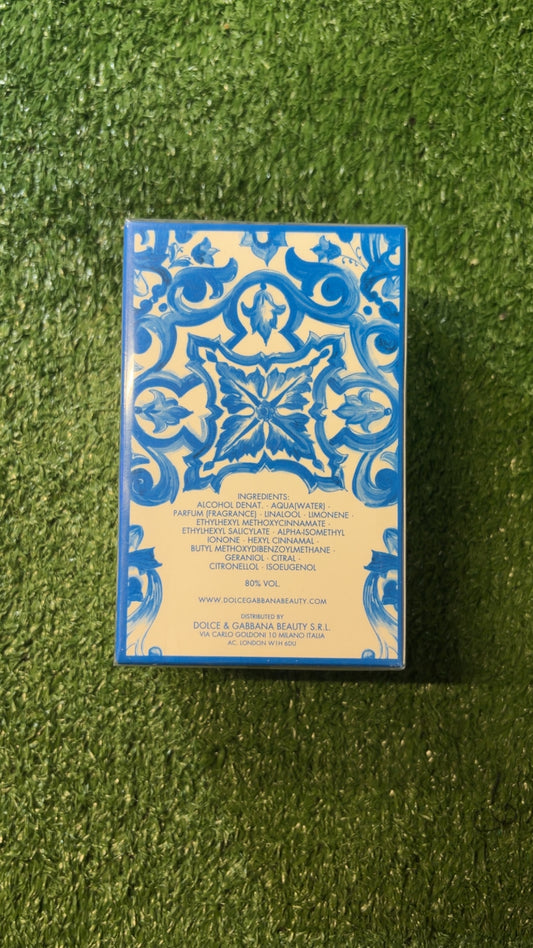 INGREDIENTS:
ALCOHOL DENAT. · AQUA(WATER) ·
PARFUM (FRAGRANCE) · LINALOOL · LIMONENE ·
ETHYLHEXYL METHOXYCINNAMATE ·
ETHYLHEXYL SALICYLATE · ALPHA-ISOMETHYL
IONONE · HEXYL CINNAMAL ·
BUTYL METHOXYDIBENZOYLMETHANE ·
GERANIOL · CITRAL ·
CITRONELLOL · ISOEUGENOL
80% VOL.
WWW.DOLCEGABBANABEAUTY.COM
DISTRIBUTED BY
DOLCE & GABBANA BEAUTY S.R.L.
VIA CARLO GOLDONI 10 MILANO ITALIA
AC. LONDON W1H 6DU